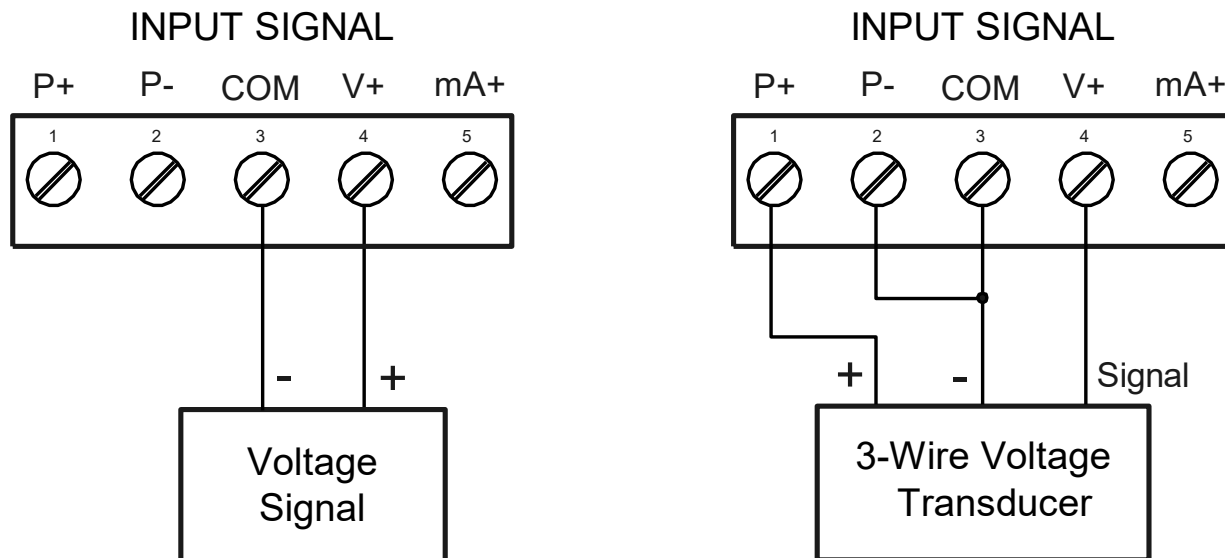 INPUT SIGNAL
P+ P- COM V+ mA+
1 2 3 4 5
- +
Voltage
Signal
INPUT SIGNAL
P+ P- COM V+ mA+
1 2 3 4 5
+ - Signal
3-Wire Voltage
Transducer